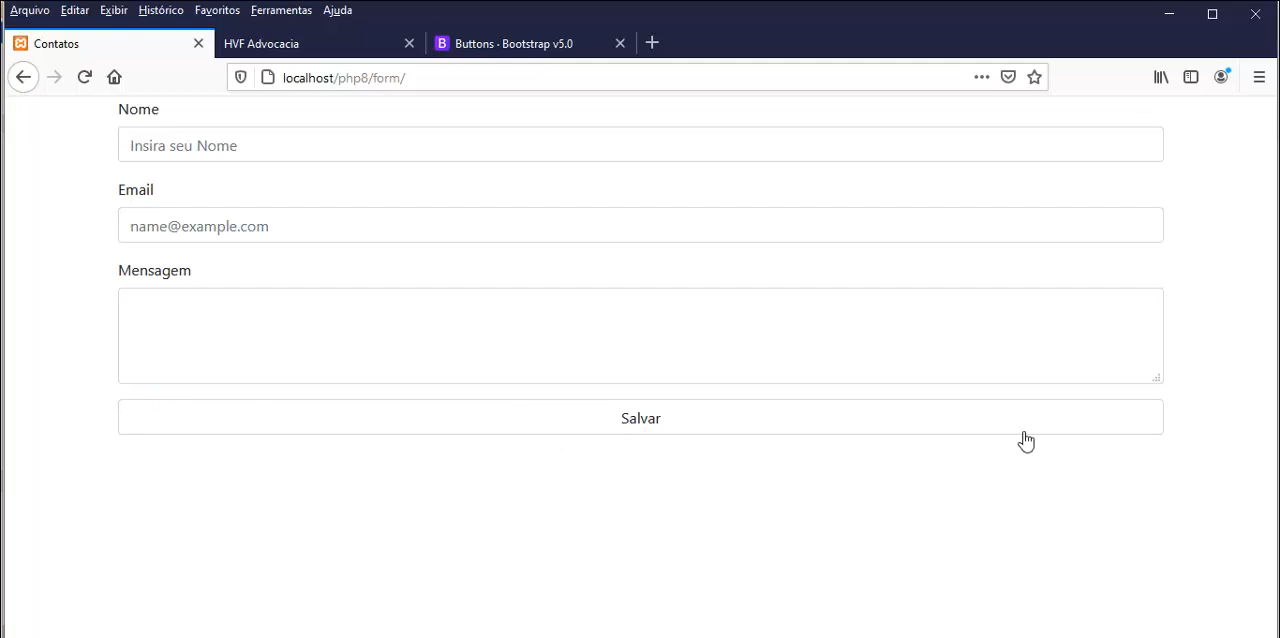 Arquivo Editar Exibir Histórico Favoritos Ferramentas Ajuda
Contatos HVF Advocacia B Buttons · Bootstrap v5.0
localhost/php8/form/
Nome
Insira seu Nome
Email
name@example.com
Mensagem
Salvar